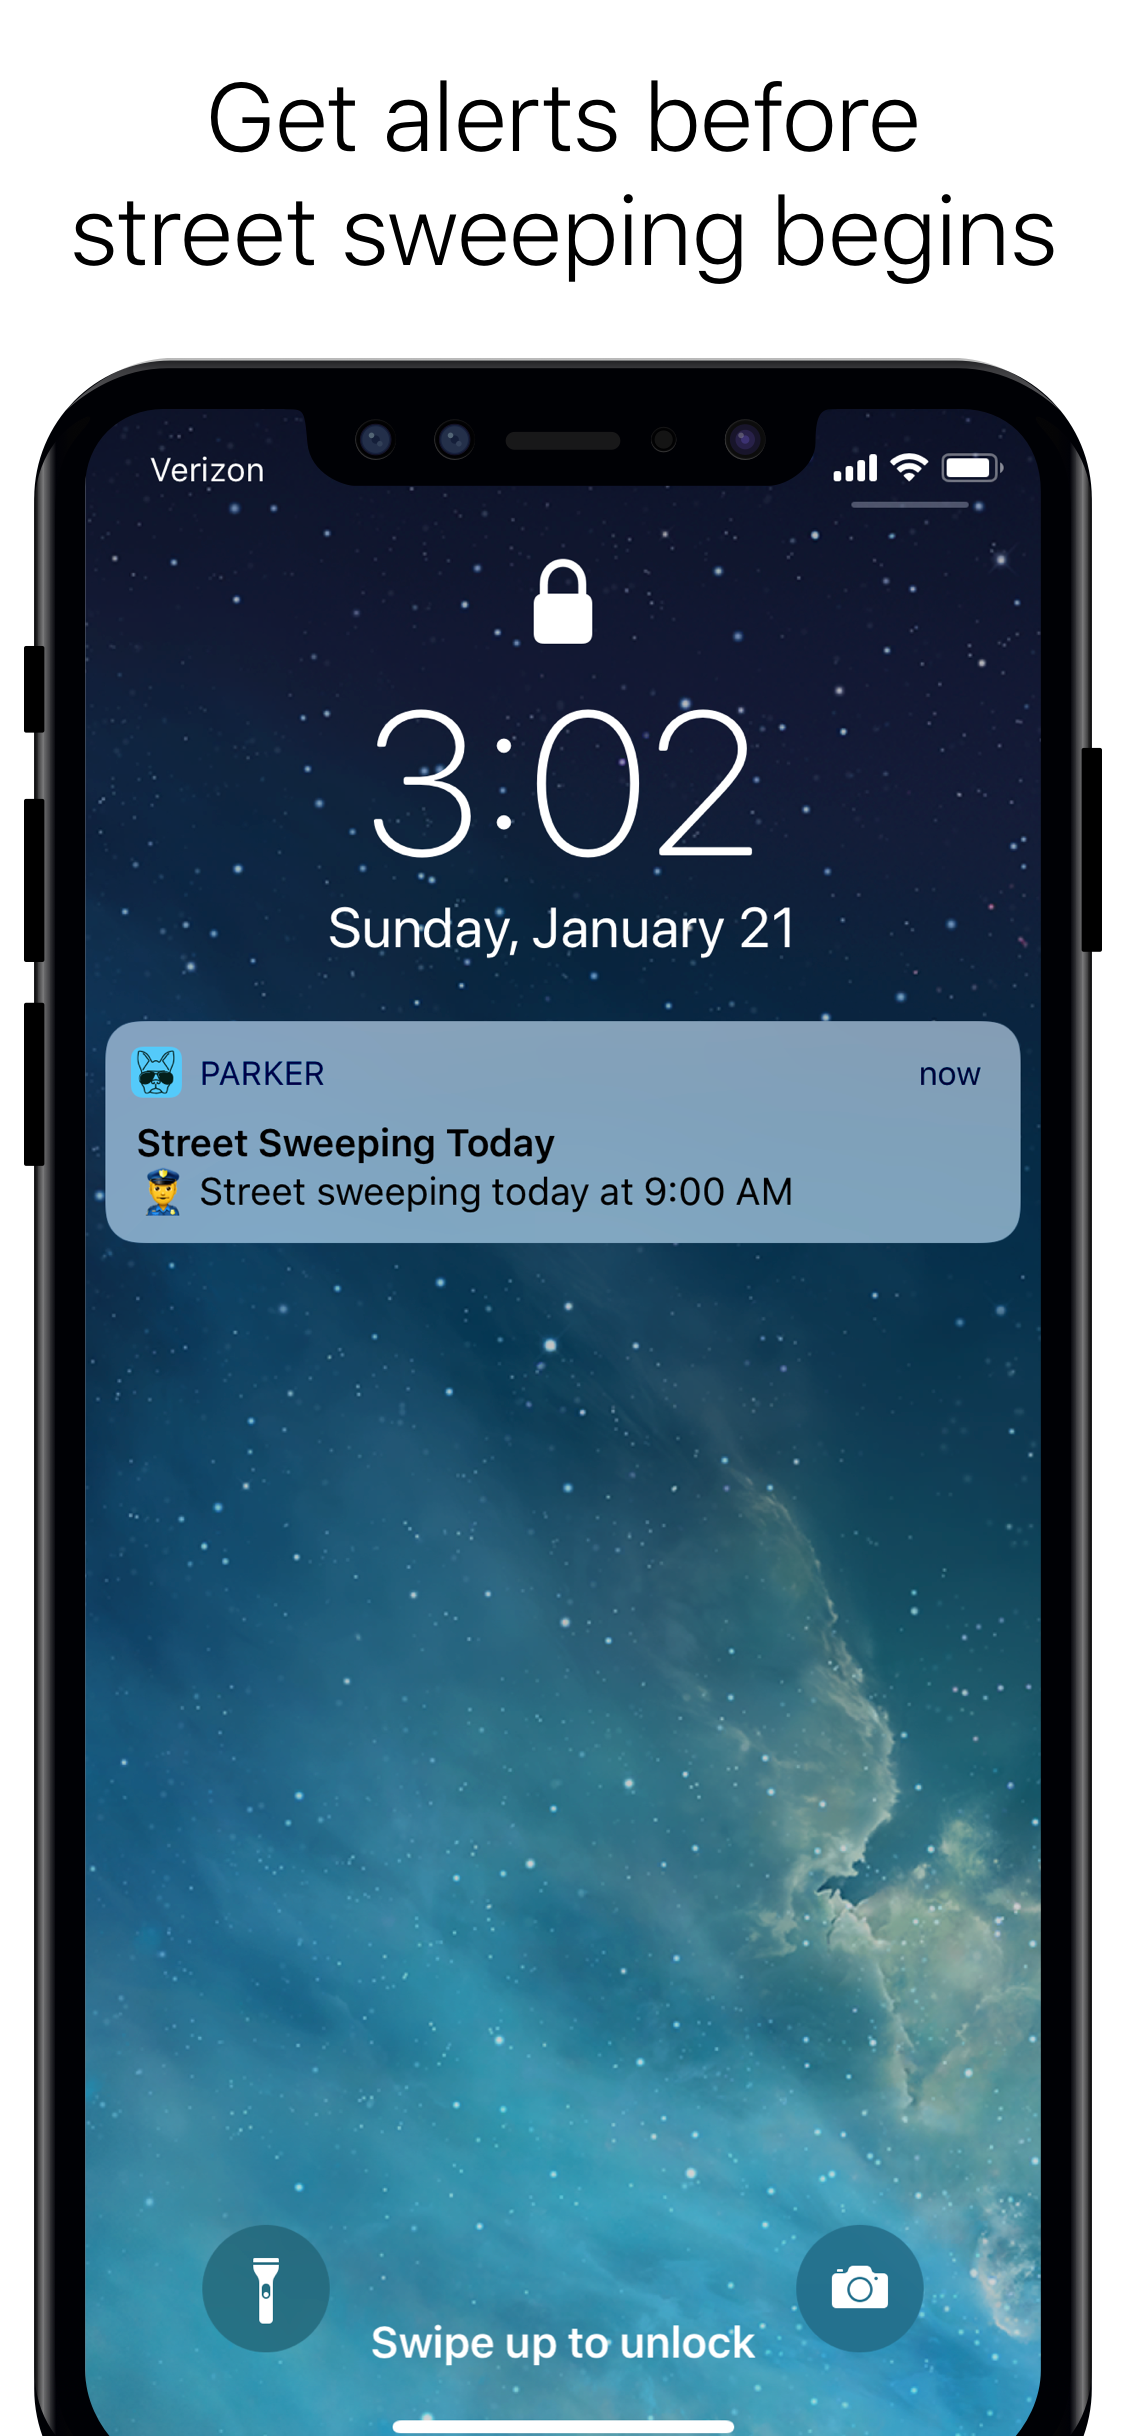 Get alerts before
street sweeping begins
Verizon
3:02
Sunday, January 21
PARKER now
Street Sweeping Today
👮 Street sweeping today at 9:00 AM
Swipe up to unlock